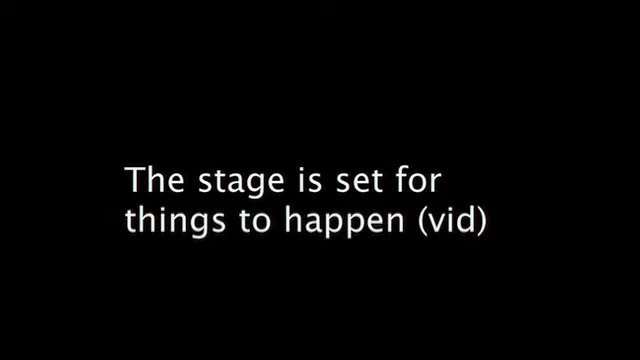 The stage is set for
things to happen (vid)